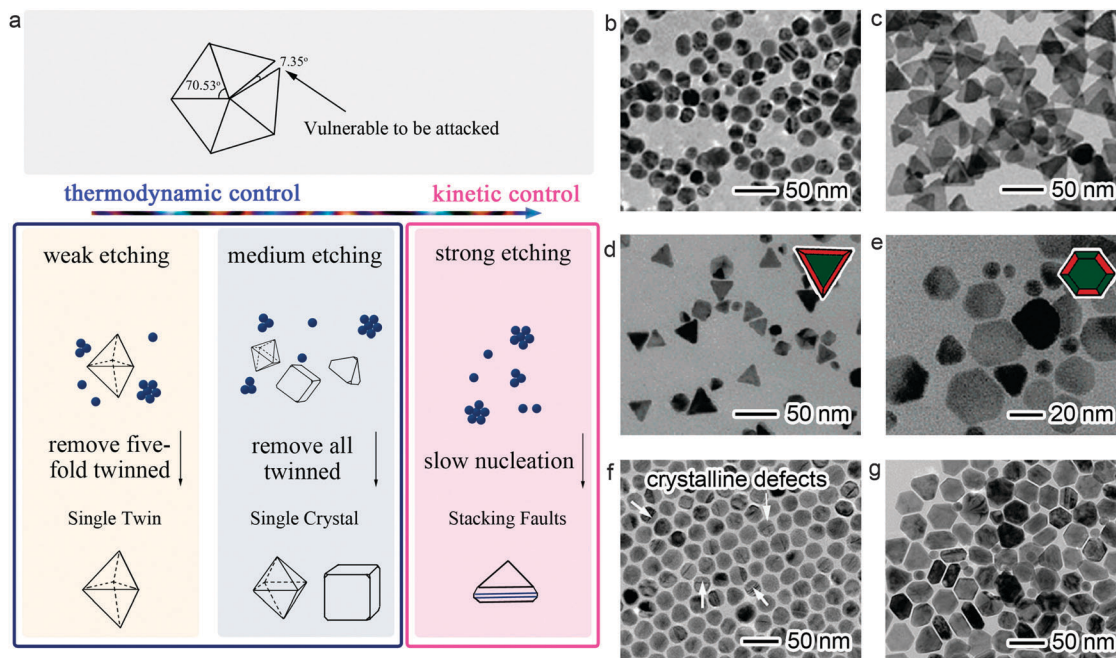 a
70.53°
7.35°
Vulnerable to be attacked
thermodynamic control
kinetic control
weak etching
remove five-
fold twinned
Single Twin
medium etching
remove all
twinned
Single Crystal
strong etching
slow nucleation
Stacking Faults
b
50 nm
c
50 nm
d
50 nm
e
20 nm
f
crystalline defects
50 nm
g
50 nm